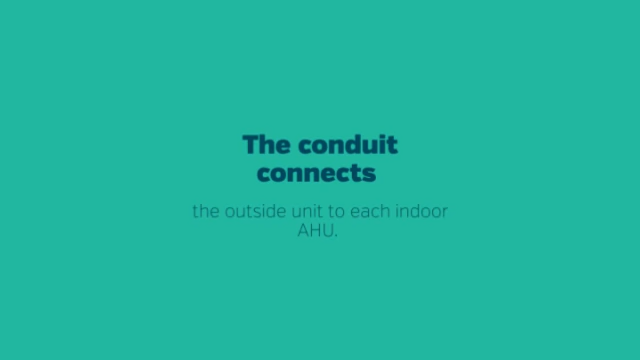 The conduit
connects
the outside unit to each indoor
AHU.